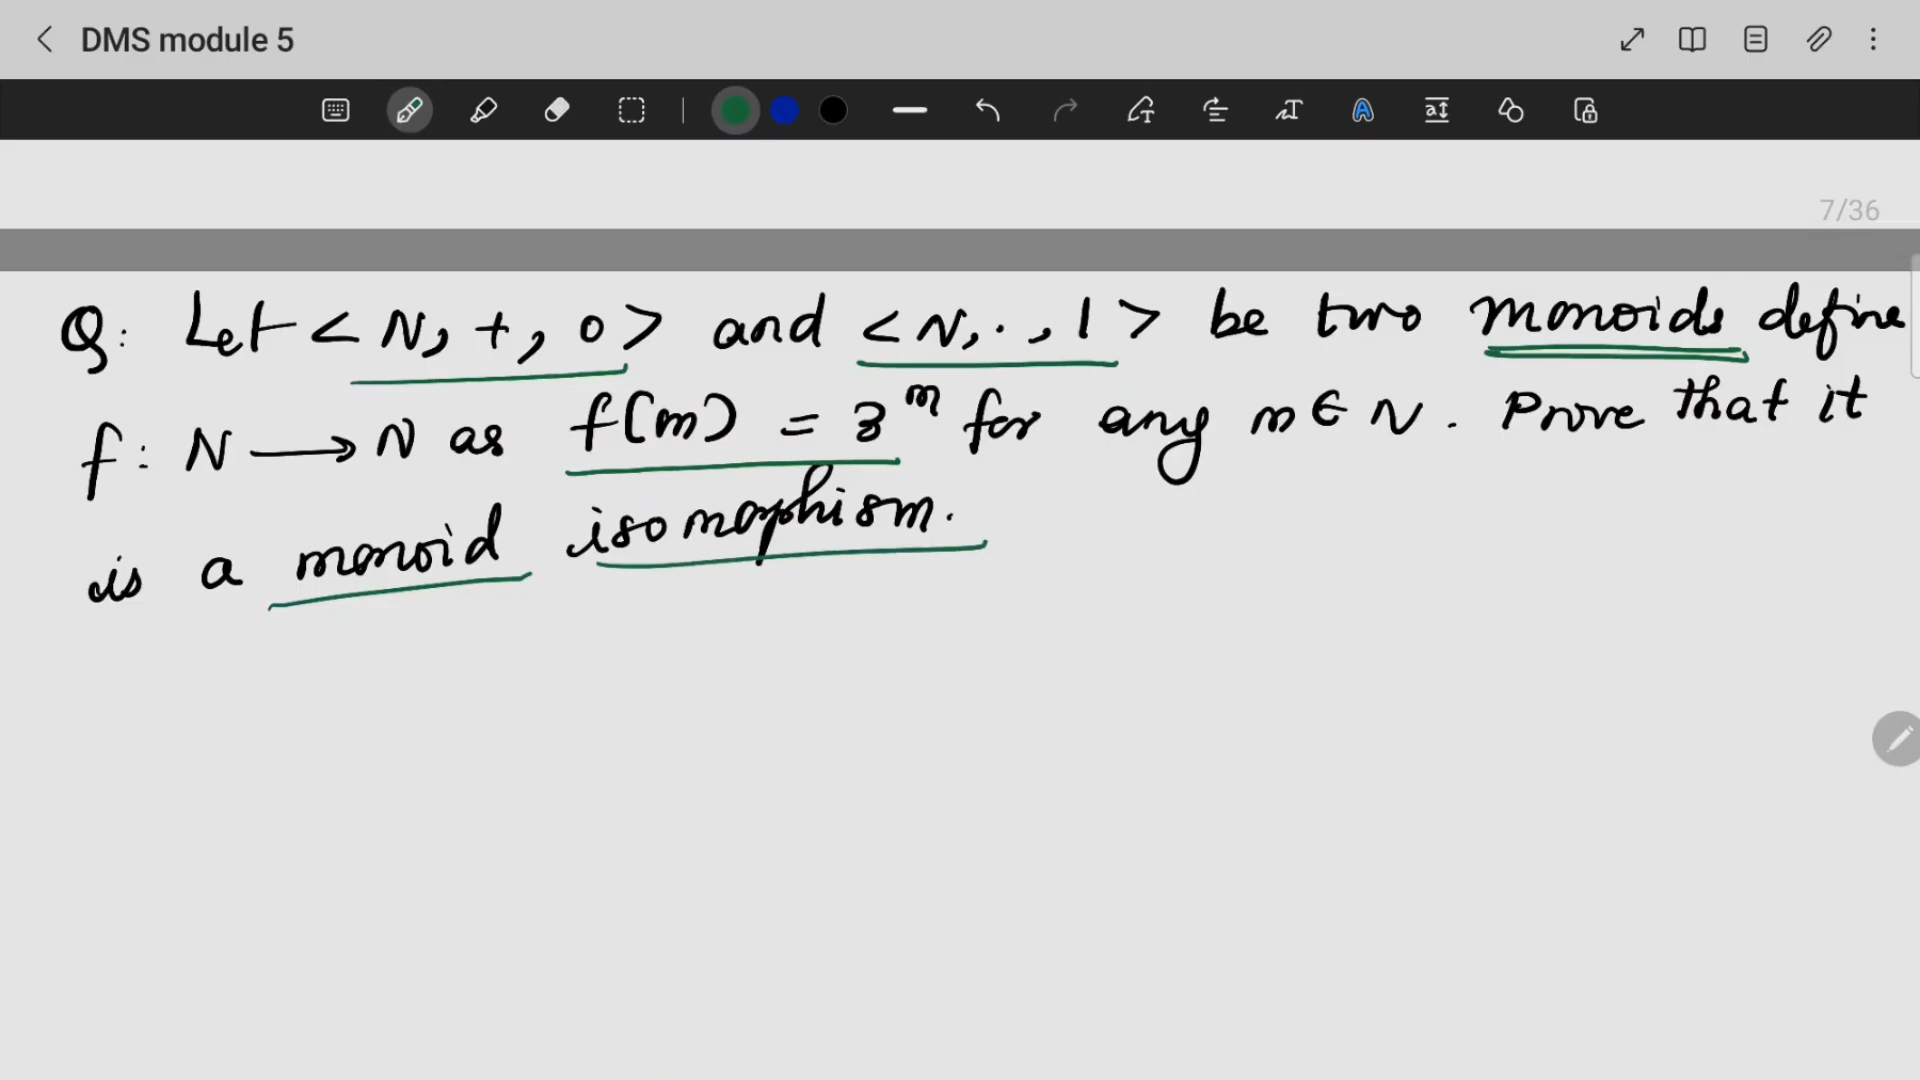 DMS module 5
7/36
Q: Let < N, + , 0 > and < N, · , 1 > be two monoids define
f : N → N as f(m) = 3^m for any m ∈ N . Prove that it
is a monoid isomorphism.